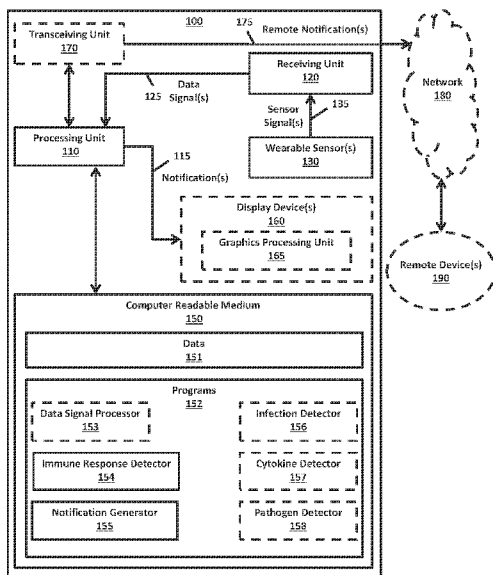 100
175
Remote Notification(s)
Transceiving Unit
170
Receiving Unit
120
Data
Signal(s)
125
Sensor
Signal(s)
135
Network
180
Processing Unit
110
Wearable Sensor(s)
130
115
Notification(s)
Display Device(s)
160
Graphics Processing Unit
165
Remote Device(s)
190
Computer Readable Medium
150
Data
151
Programs
152
Data Signal Processor
153
Infection Detector
156
Immune Response Detector
154
Cytokine Detector
157
Notification Generator
155
Pathogen Detector
158